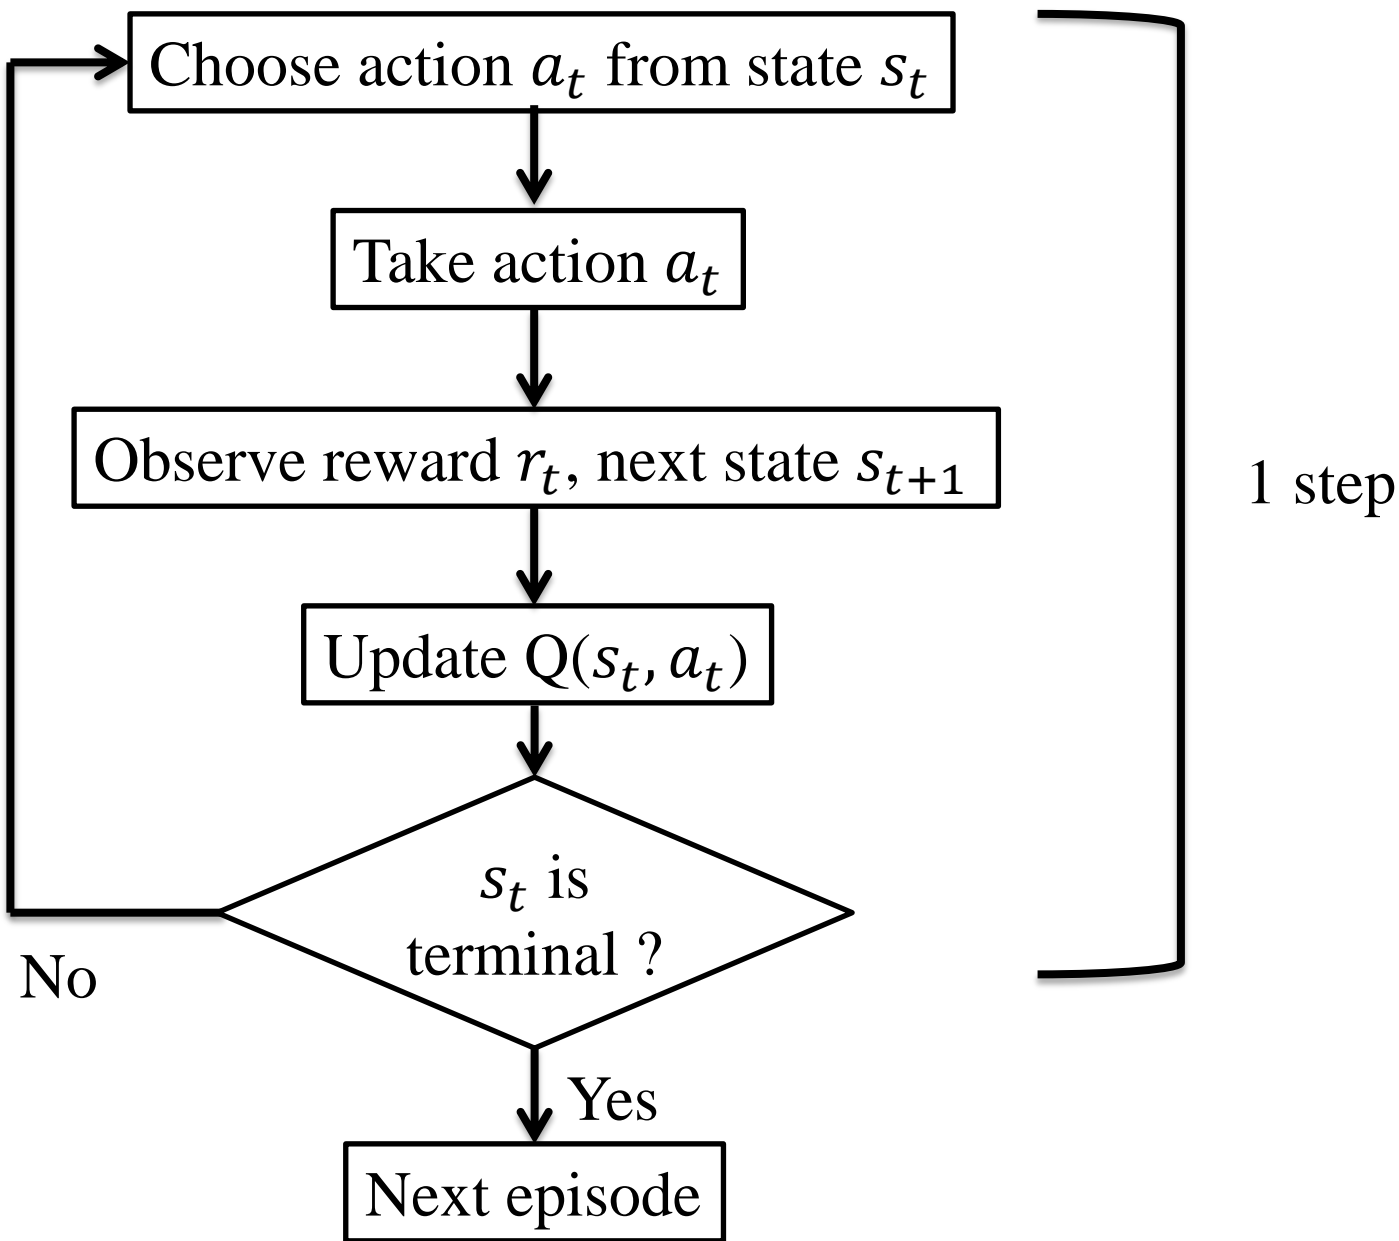 Choose action a_t from state s_t
Take action a_t
Observe reward r_t, next state s_{t+1}
1 step
Update Q(s_t, a_t)
s_t is
terminal ?
No
Yes
Next episode